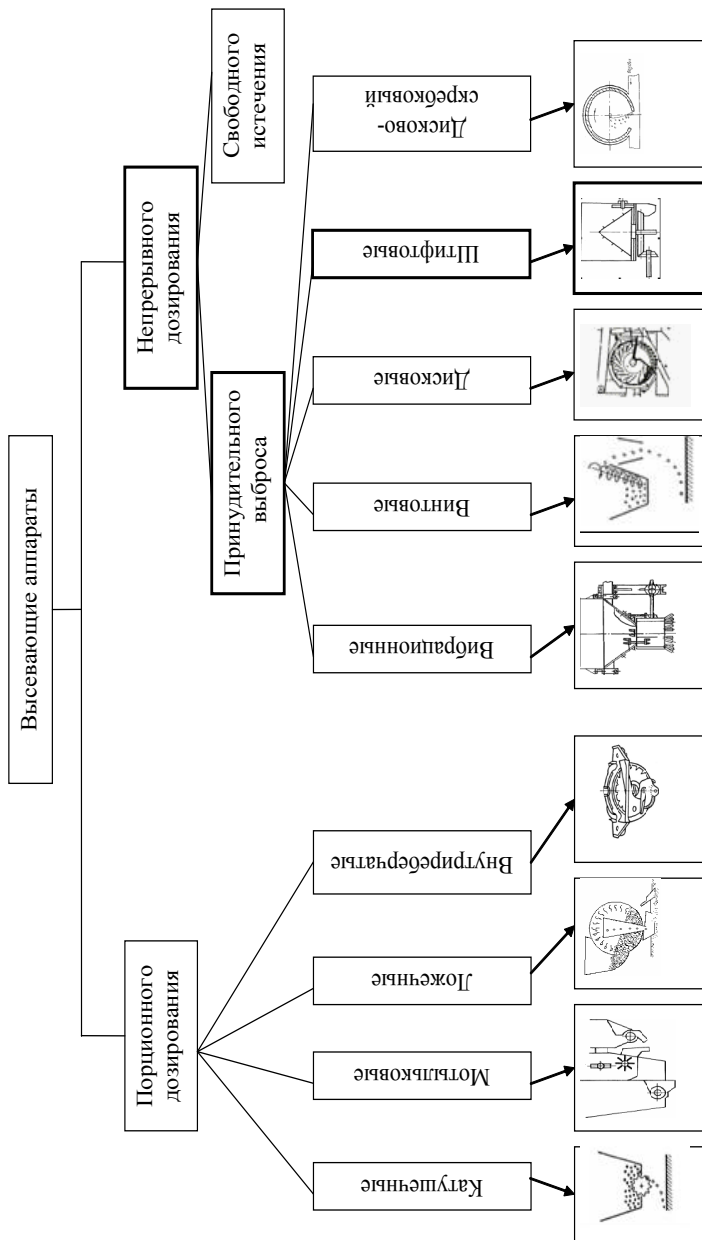 Высевающие аппараты
Порционного
дозирования
Непрерывного
дозирования
Принудительного
выброса
Свободного
истечения
Катушечные
Мотыльковые
Ложечные
Внутриреберчатые
Вибрационные
Винтовые
Дисковые
Штифтовые
Дисково-
скребковый